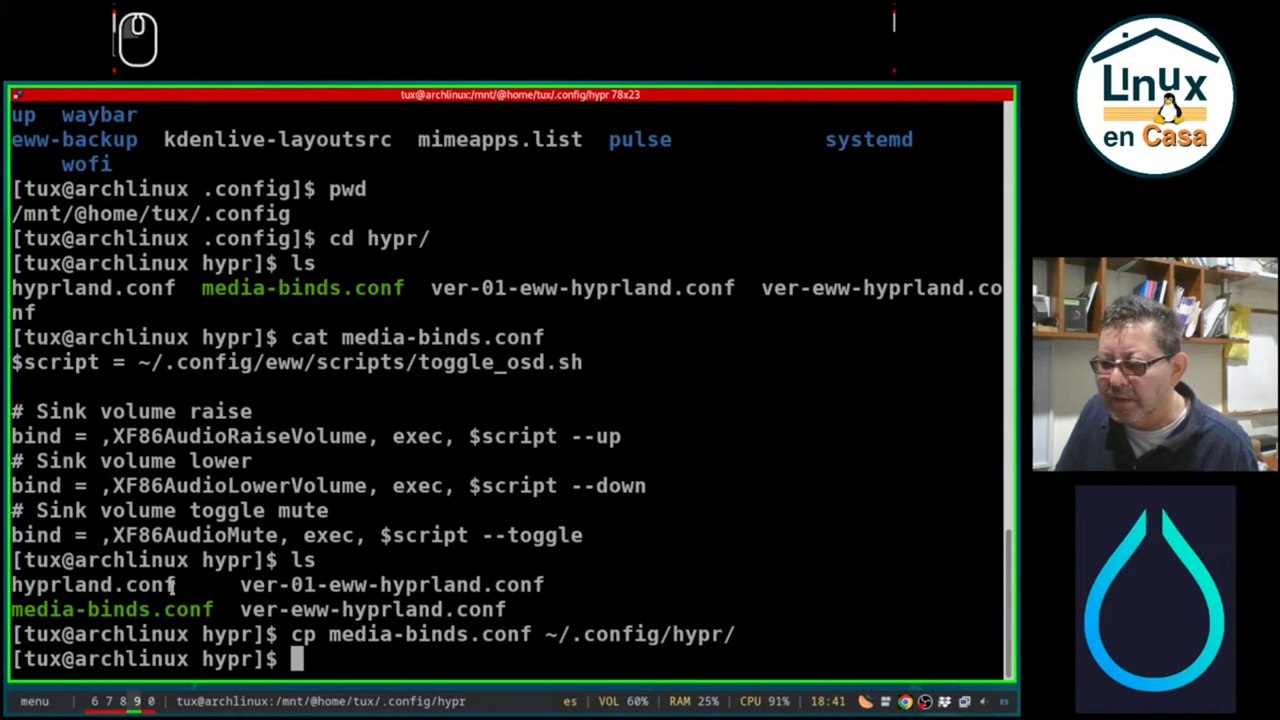 tux@archlinux:/mnt/@home/tux/.config/hypr 78x23
up  waybar
eww-backup  kdenlive-layoutsrc  mimeapps.list  pulse  systemd
wofi
[tux@archlinux .config]$ pwd
/mnt/@home/tux/.config
[tux@archlinux .config]$ cd hypr/
[tux@archlinux hypr]$ ls
hyprland.conf  media-binds.conf  ver-01-eww-hyprland.conf  ver-eww-hyprland.co
nf
[tux@archlinux hypr]$ cat media-binds.conf
$script = ~/.config/eww/scripts/toggle_osd.sh
# Sink volume raise
bind = ,XF86AudioRaiseVolume, exec, $script --up
# Sink volume lower
bind = ,XF86AudioLowerVolume, exec, $script --down
# Sink volume toggle mute
bind = ,XF86AudioMute, exec, $script --toggle
[tux@archlinux hypr]$ ls
hyprland.conf  ver-01-eww-hyprland.conf
media-binds.conf  ver-eww-hyprland.conf
[tux@archlinux hypr]$ cp media-binds.conf ~/.config/hypr/
[tux@archlinux hypr]$
menu | 6 7 8 9 0 | tux@archlinux:/mnt/@home/tux/.config/hypr  es | VOL 60% | RAM 25% | CPU 91% | 18:41  ES
Linux
en Casa